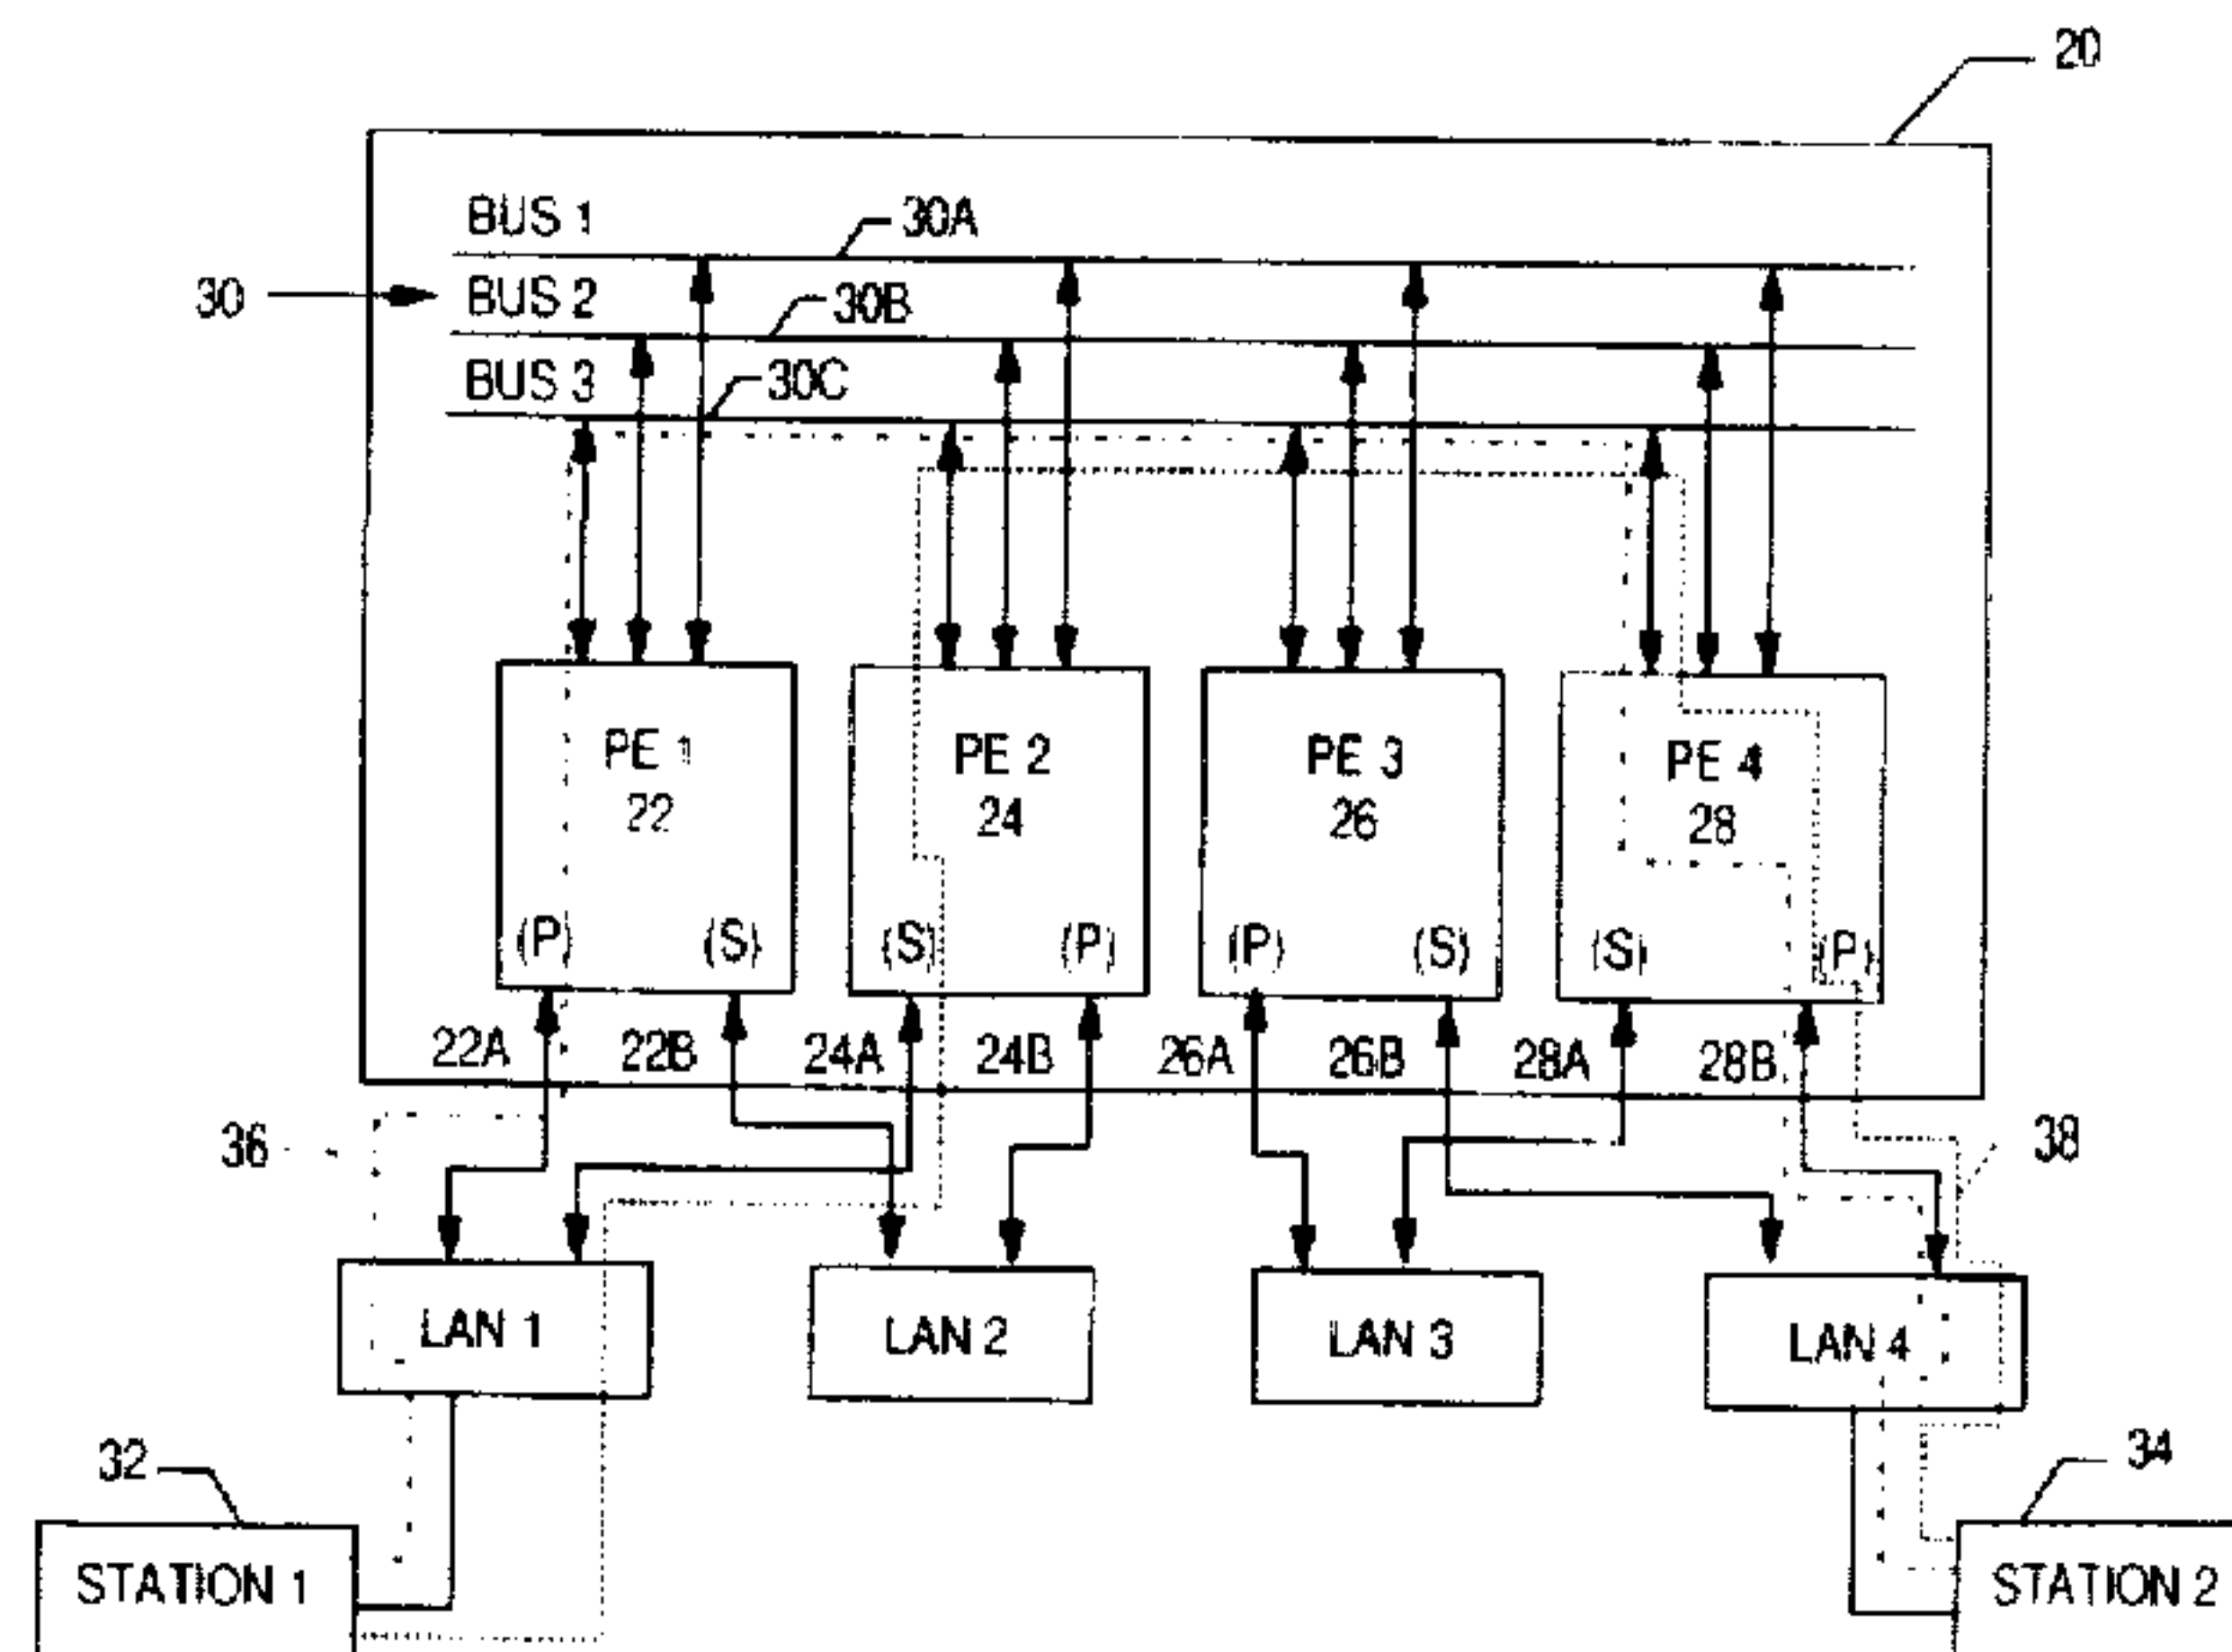 20
BUS 1
30A
30
BUS 2
30B
BUS 3
30C
PE 1
22
PE 2
24
PE 3
26
PE 4
28
(P)
(S)
(S)
(P)
(P)
(S)
(S)
(P)
22A
22B
24A
24B
26A
26B
28A
28B
36
38
LAN 1
LAN 2
LAN 3
LAN 4
32
34
STATION 1
STATION 2